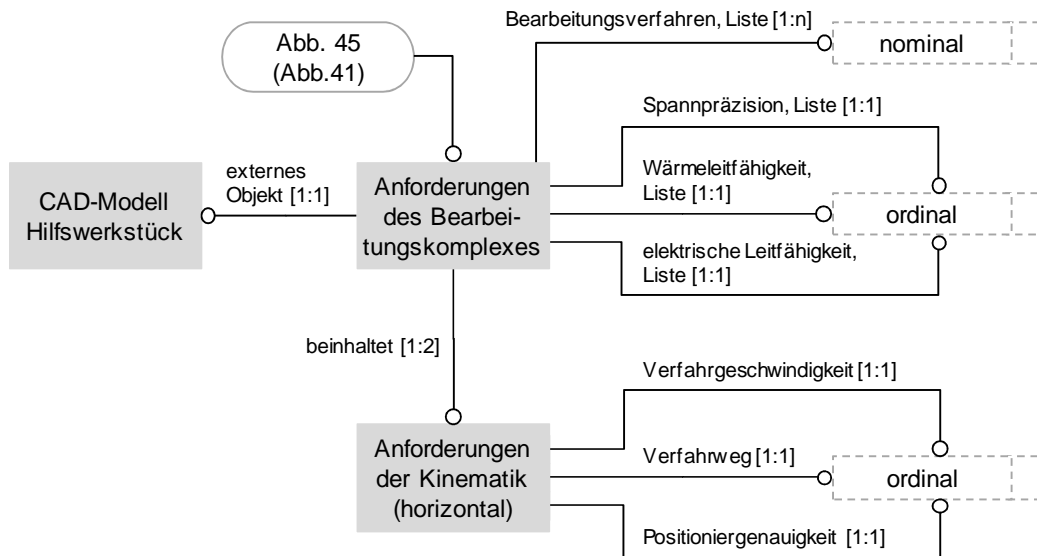 Bearbeitungsverfahren, Liste [1:n]
Abb. 45
(Abb.41)
nominal
Spannpräzision, Liste [1:1]
externes
Objekt [1:1]
CAD-Modell
Hilfswerkstück
Anforderungen
des Bearbei-
tungskomplexes
Wärmeleitfähigkeit,
Liste [1:1]
ordinal
elektrische Leitfähigkeit,
Liste [1:1]
beinhaltet [1:2]
Verfahrgeschwindigkeit [1:1]
Anforderungen
der Kinematik
(horizontal)
Verfahrweg [1:1]
ordinal
Positioniergenauigkeit [1:1]